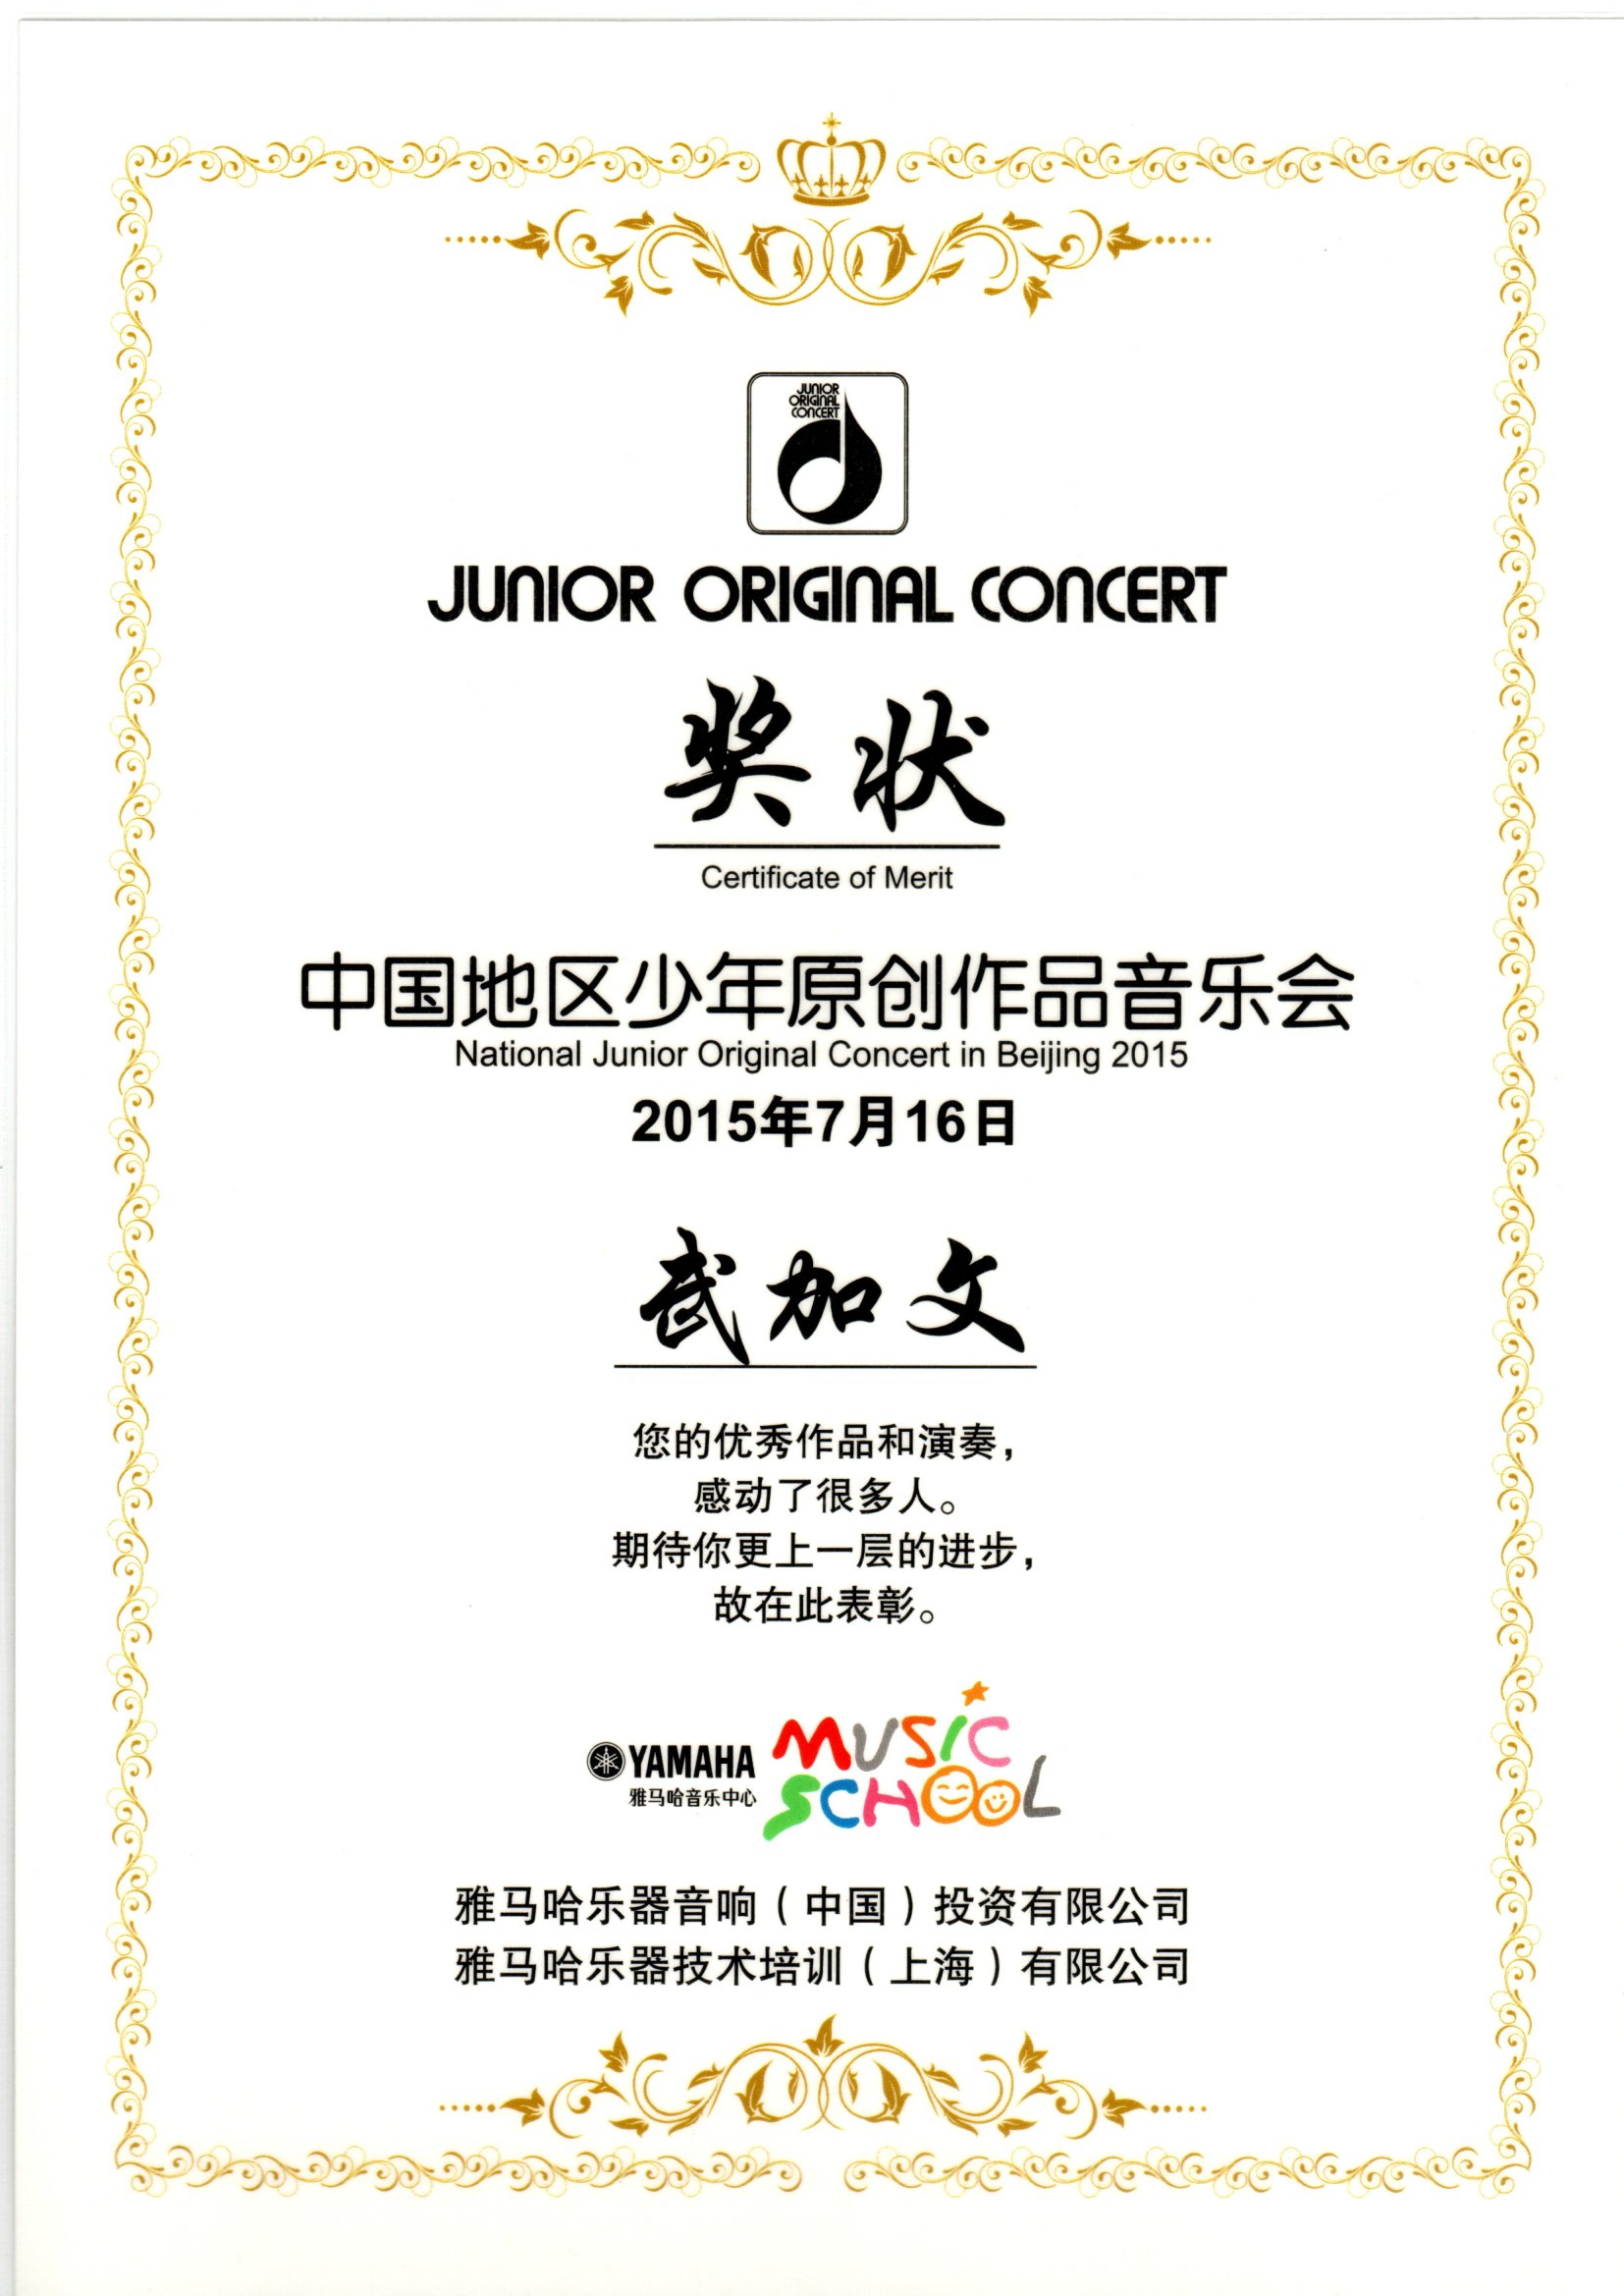 JUNIOR
ORIGINAL
CONCERT
JUNIOR ORIGINAL CONCERT
奖状
Certificate of Merit
中国地区少年原创作品音乐会
National Junior Original Concert in Beijing 2015
2015年7月16日
武加文
您的优秀作品和演奏，
感动了很多人。
期待你更上一层的进步，
故在此表彰。
YAMAHA
雅马哈音乐中心
MUSIC
SCHOOL
雅马哈乐器音响（中国）投资有限公司
雅马哈乐器技术培训（上海）有限公司